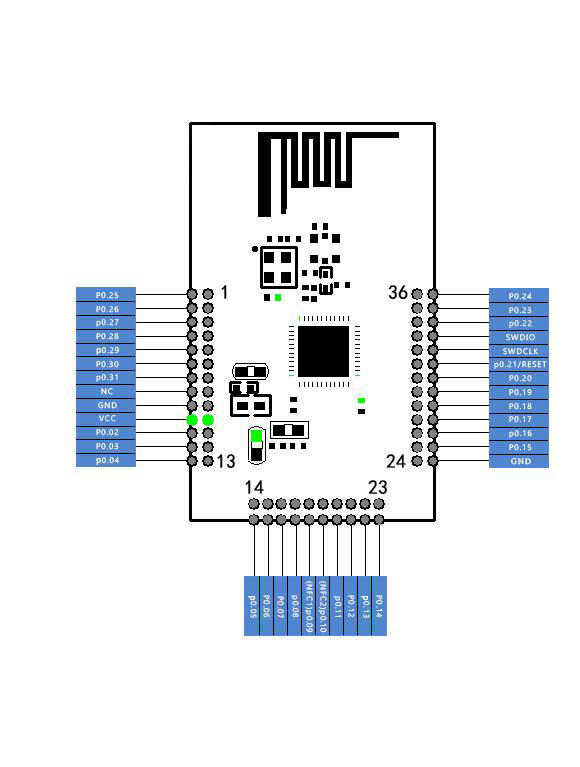 1
36
P0.25
P0.26
p0.27
P0.28
p0.29
P0.30
p0.31
NC
GND
VCC
P0.02
P0.03
p0.04
P0.24
P0.23
p0.22
SWDIO
SWDCLK
p0.21/RESET
P0.20
P0.19
P0.18
P0.17
p0.16
P0.15
GND
13
24
14
23
p0.05
P0.06
P0.07
p0.08
(NFC1)p0.09
(NFC2)p0.10
p0.11
P0.12
p0.13
P0.14